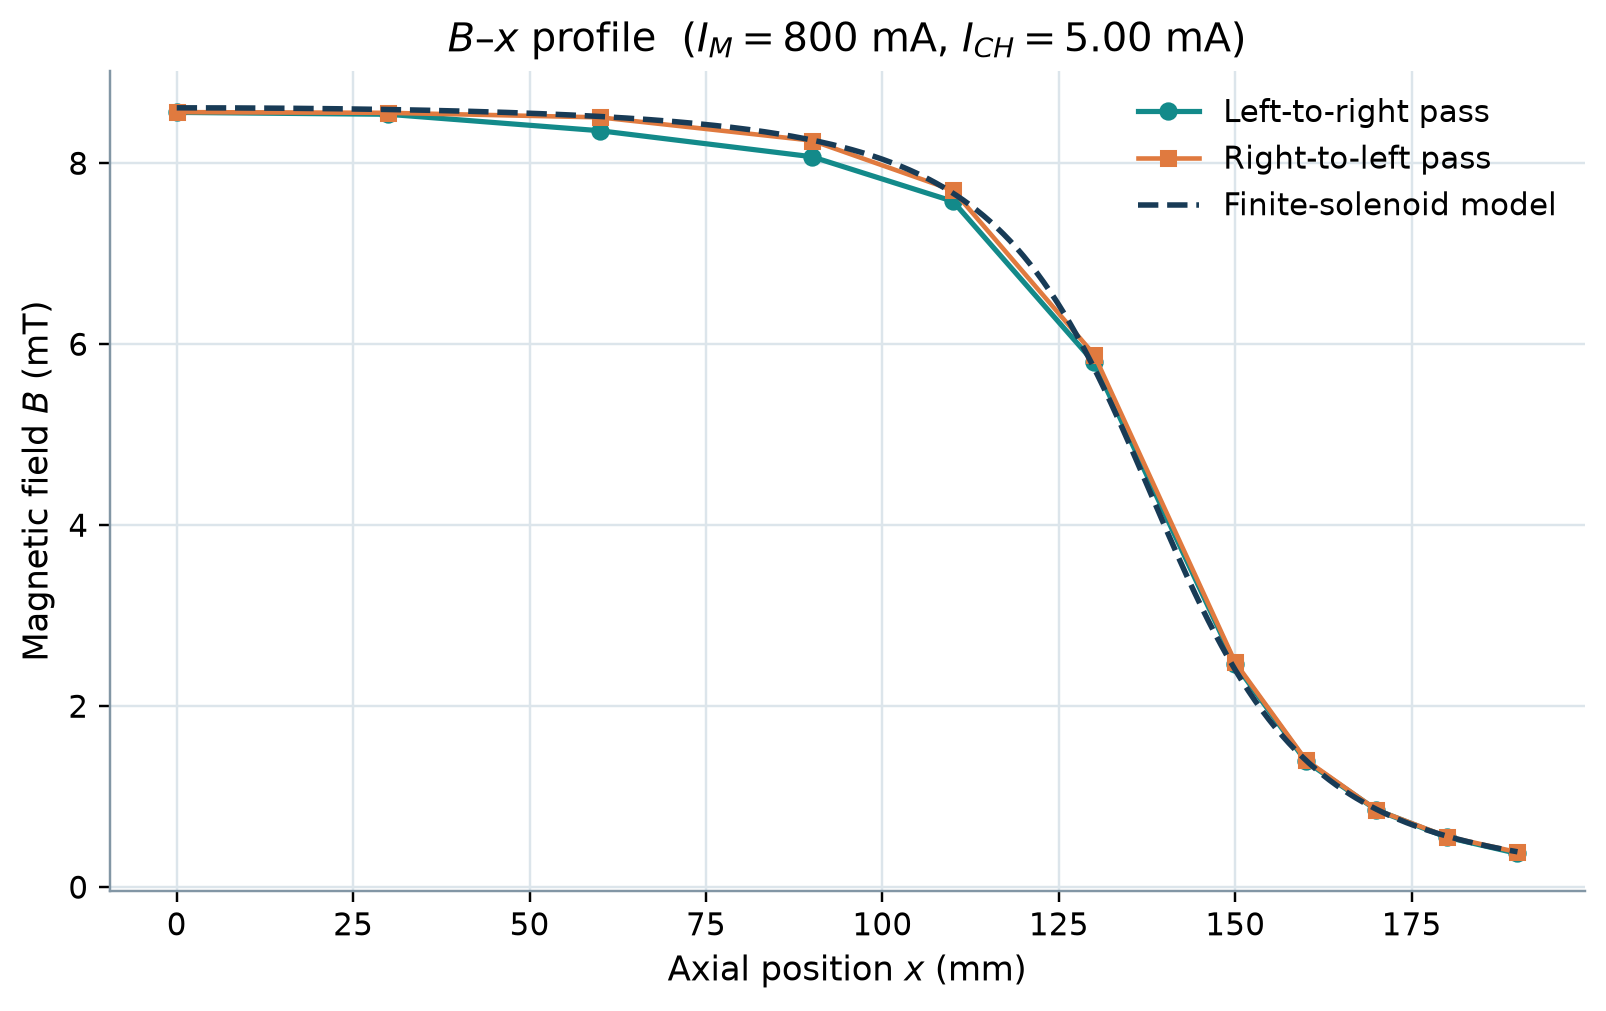 B–x profile (I_M = 800 mA, I_CH = 5.00 mA)
Left-to-right pass
Right-to-left pass
Finite-solenoid model
Magnetic field B (mT)
8
6
4
2
0
0 25 50 75 100 125 150 175
Axial position x (mm)